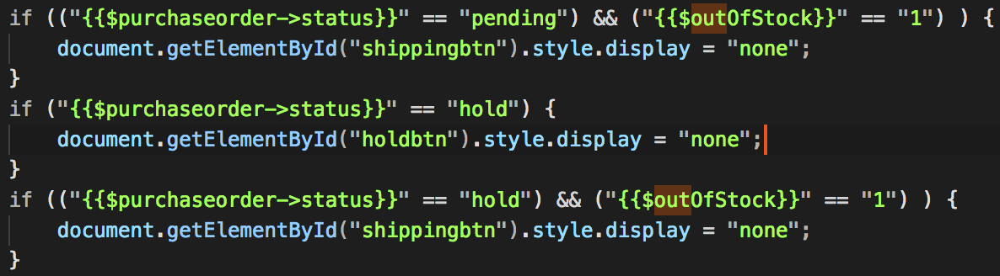 if (("{{$purchaseorder->status}}" == "pending") && ("{{$outOfStock}}" == "1") ) {
    document.getElementById("shippingbtn").style.display = "none";
}
if ("{{$purchaseorder->status}}" == "hold") {
    document.getElementById("holdbtn").style.display = "none";
}
if (("{{$purchaseorder->status}}" == "hold") && ("{{$outOfStock}}" == "1") ) {
    document.getElementById("shippingbtn").style.display = "none";
}